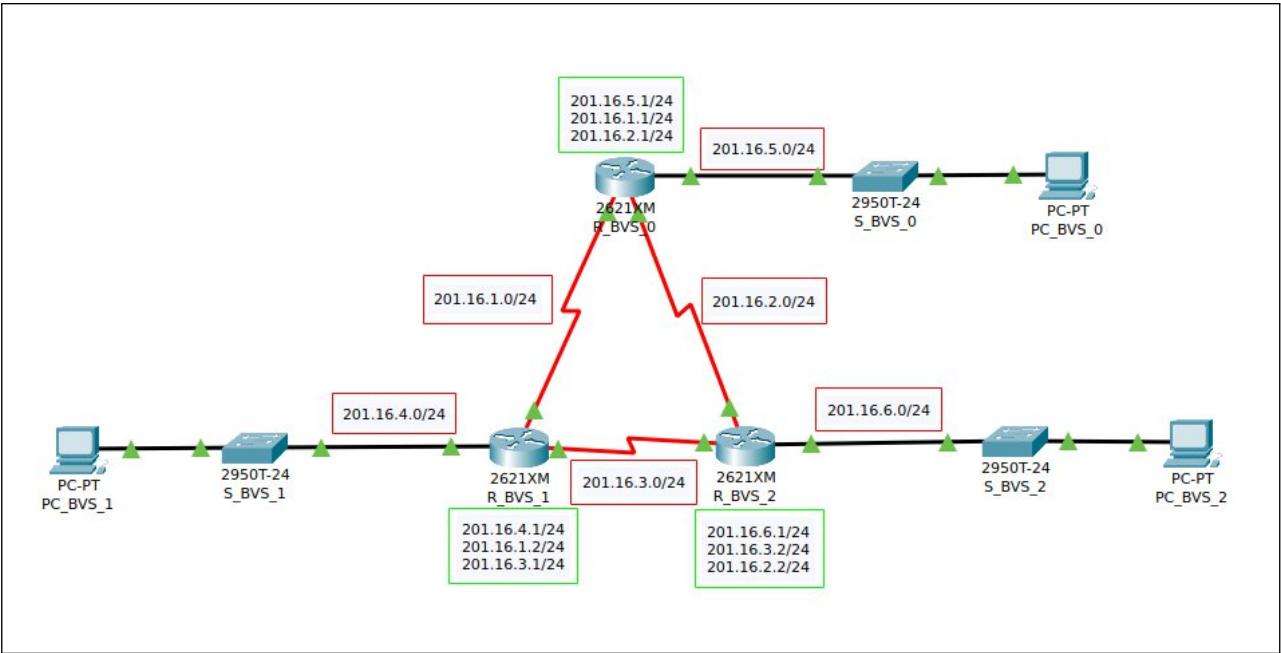 201.16.5.1/24
201.16.1.1/24
201.16.2.1/24
201.16.5.0/24
2621XM
R_BVS_0
2950T-24
S_BVS_0
PC-PT
PC_BVS_0
201.16.1.0/24
201.16.2.0/24
201.16.4.0/24
201.16.6.0/24
PC-PT
PC_BVS_1
2950T-24
S_BVS_1
2621XM
R_BVS_1
201.16.3.0/24
2621XM
R_BVS_2
2950T-24
S_BVS_2
PC-PT
PC_BVS_2
201.16.4.1/24
201.16.1.2/24
201.16.3.1/24
201.16.6.1/24
201.16.3.2/24
201.16.2.2/24